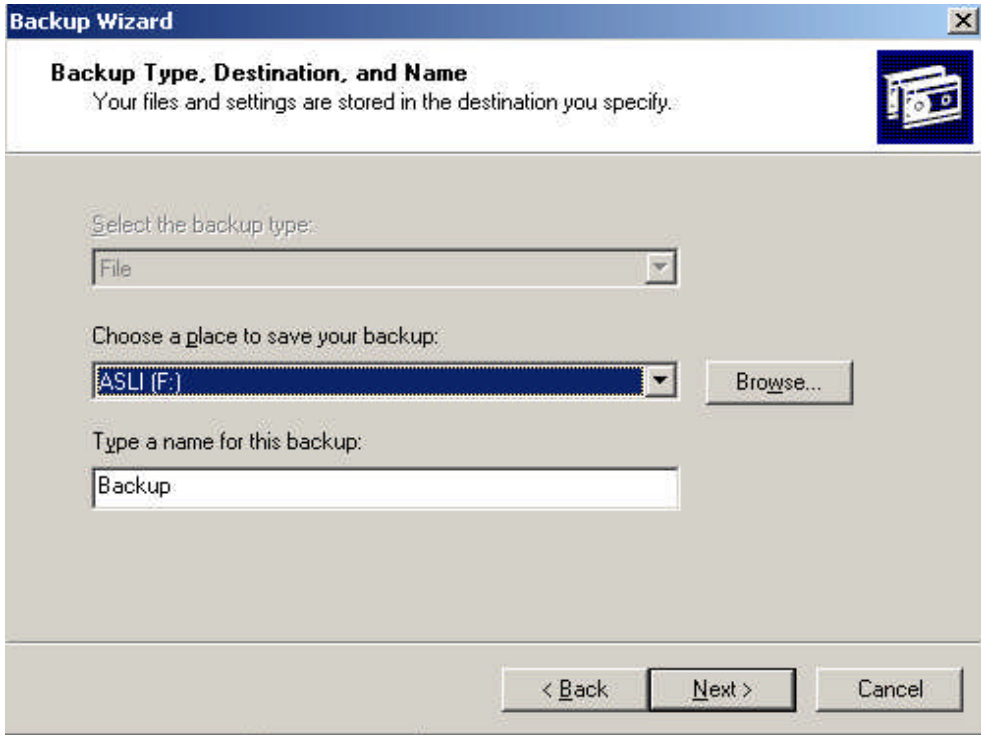 Backup Wizard
Backup Type, Destination, and Name
Your files and settings are stored in the destination you specify.
Select the backup type:
File
Choose a place to save your backup:
ASLI (F:)
Browse...
Type a name for this backup:
Backup
< Back
Next >
Cancel